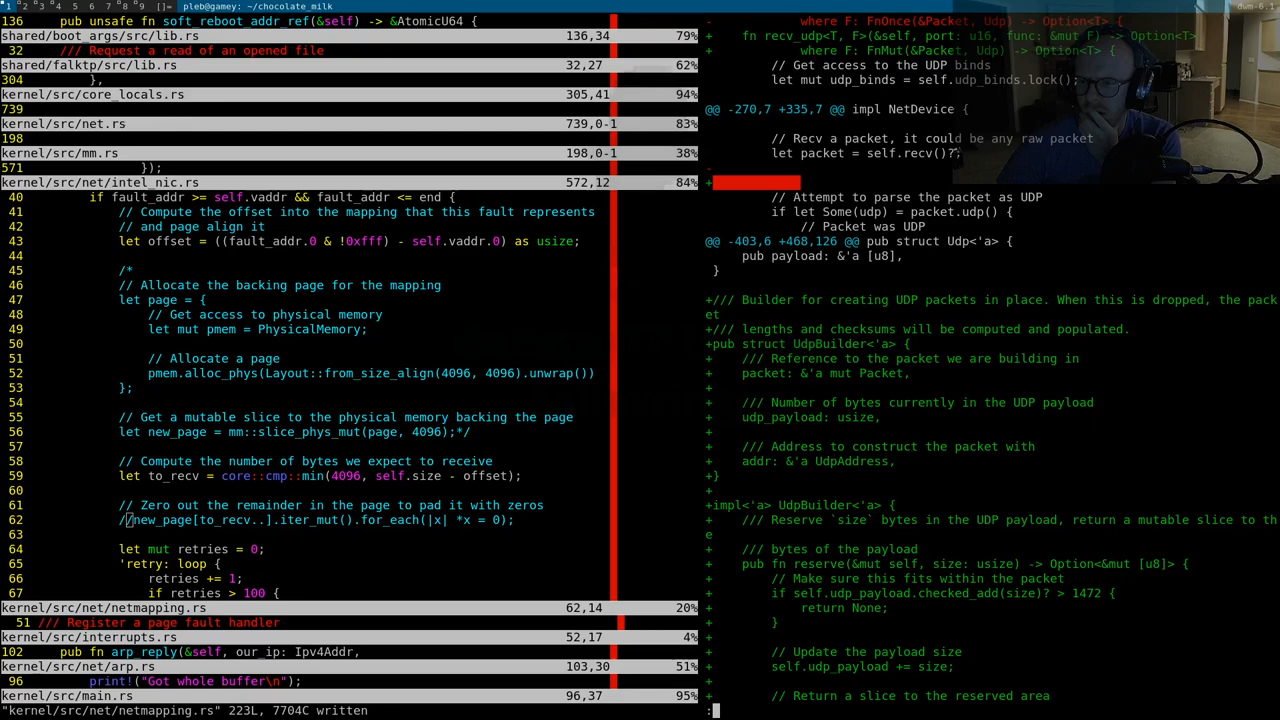 1 2 3 4 5 6 7 8 9 []= pleb@gamey: ~/chocolate_milk dwm-6.1
136 pub unsafe fn soft_reboot_addr_ref(&self) -> &AtomicU64 {
shared/boot_args/src/lib.rs 136,34 79%
32 /// Request a read of an opened file
shared/falktp/src/lib.rs 32,27 62%
304 },
kernel/src/core_locals.rs 305,41 94%
739
kernel/src/net.rs 739,0-1 83%
198
kernel/src/mm.rs 198,0-1 38%
571 });
kernel/src/net/intel_nic.rs 572,12 84%
40 if fault_addr >= self.vaddr && fault_addr <= end {
41 // Compute the offset into the mapping that this fault represents
42 // and page align it
43 let offset = ((fault_addr.0 & !0xfff) - self.vaddr.0) as usize;
44
45 /*
46 // Allocate the backing page for the mapping
47 let page = {
48 // Get access to physical memory
49 let mut pmem = PhysicalMemory;
50
51 // Allocate a page
52 pmem.alloc_phys(Layout::from_size_align(4096, 4096).unwrap())
53 };
54
55 // Get a mutable slice to the physical memory backing the page
56 let new_page = mm::slice_phys_mut(page, 4096);*/
57
58 // Compute the number of bytes we expect to receive
59 let to_recv = core::cmp::min(4096, self.size - offset);
60
61 // Zero out the remainder in the page to pad it with zeros
62 //new_page[to_recv..].iter_mut().for_each(|x| *x = 0);
63
64 let mut retries = 0;
65 'retry: loop {
66 retries += 1;
67 if retries > 100 {
kernel/src/net/netmapping.rs 62,14 20%
51 /// Register a page fault handler
kernel/src/interrupts.rs 52,17 4%
102 pub fn arp_reply(&self, our_ip: Ipv4Addr,
kernel/src/net/arp.rs 103,30 51%
96 print!("Got whole buffer\n");
kernel/src/main.rs 96,37 95%
"kernel/src/net/netmapping.rs" 223L, 7704C written
- where F: FnOnce(&Packet, Udp) -> Option<T> {
+ fn recv_udp<T, F>(&self, port: u16, func: &mut F) -> Option<T>
+ where F: FnMut(&Packet, Udp) -> Option<T> {
// Get access to the UDP binds
let mut udp_binds = self.udp_binds.lock();
@@ -270,7 +335,7 @@ impl NetDevice {
// Recv a packet, it could be any raw packet
let packet = self.recv()?;
-
+
// Attempt to parse the packet as UDP
if let Some(udp) = packet.udp() {
// Packet was UDP
@@ -403,6 +468,126 @@ pub struct Udp<'a> {
pub payload: &'a [u8],
}
+/// Builder for creating UDP packets in place. When this is dropped, the pack
et
+/// lengths and checksums will be computed and populated.
+pub struct UdpBuilder<'a> {
+ /// Reference to the packet we are building in
+ packet: &'a mut Packet,
+
+ /// Number of bytes currently in the UDP payload
+ udp_payload: usize,
+
+ /// Address to construct the packet with
+ addr: &'a UdpAddress,
+}
+
+impl<'a> UdpBuilder<'a> {
+ /// Reserve `size` bytes in the UDP payload, return a mutable slice to th
e
+ /// bytes of the payload
+ pub fn reserve(&mut self, size: usize) -> Option<&mut [u8]> {
+ // Make sure this fits within the packet
+ if self.udp_payload.checked_add(size)? > 1472 {
+ return None;
+ }
+
+ // Update the payload size
+ self.udp_payload += size;
+
+ // Return a slice to the reserved area
: